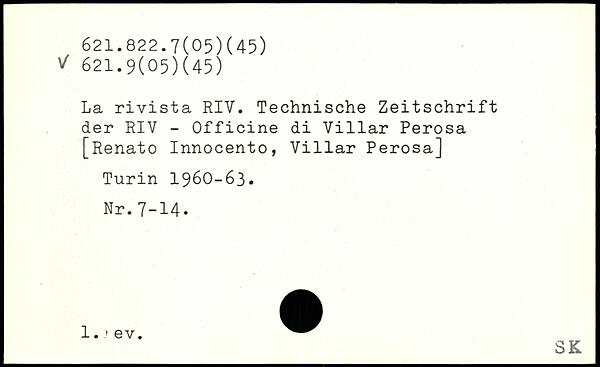 621.822.7(05)(45)
√ 621.9(05)(45)
La rivista RIV. Technische Zeitschrift
der RIV - Officine di Villar Perosa
[Renato Innocento, Villar Perosa]
Turin 1960-63.
Nr.7-14.
l. ev.
SK